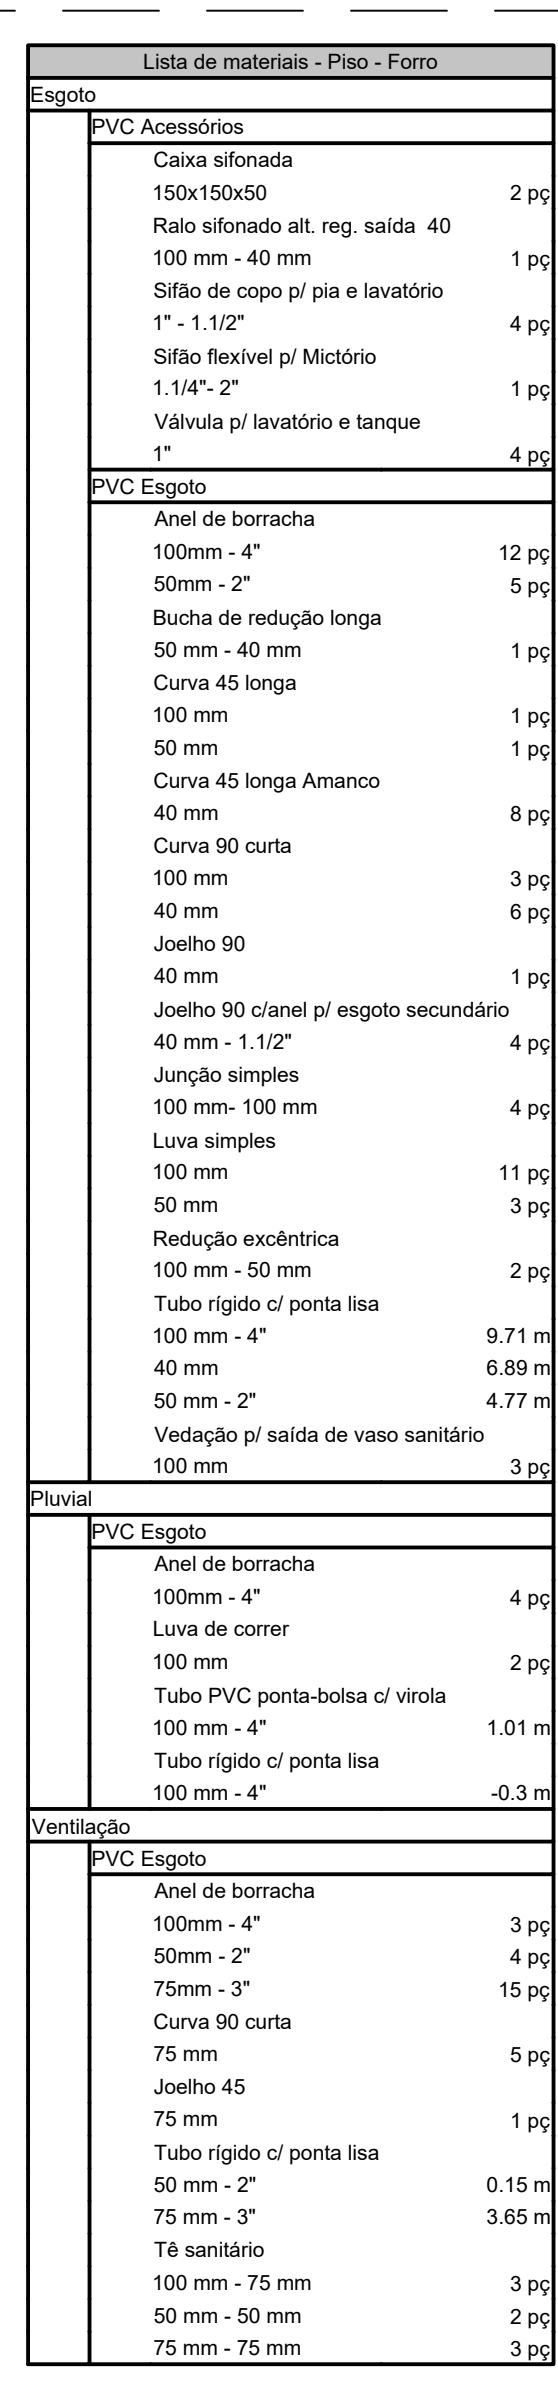 Lista de materiais - Piso - Forro
Esgoto
PVC Acessórios
Caixa sifonada
150x150x50 2 pç
Ralo sifonado alt. reg. saída 40
100 mm - 40 mm 1 pç
Sifão de copo p/ pia e lavatório
1" - 1.1/2" 4 pç
Sifão flexível p/ Mictório
1.1/4"- 2" 1 pç
Válvula p/ lavatório e tanque
1" 4 pç
PVC Esgoto
Anel de borracha
100mm - 4" 12 pç
50mm - 2" 5 pç
Bucha de redução longa
50 mm - 40 mm 1 pç
Curva 45 longa
100 mm 1 pç
50 mm 1 pç
Curva 45 longa Amanco
40 mm 8 pç
Curva 90 curta
100 mm 3 pç
40 mm 6 pç
Joelho 90
40 mm 1 pç
Joelho 90 c/anel p/ esgoto secundário
40 mm - 1.1/2" 4 pç
Junção simples
100 mm- 100 mm 4 pç
Luva simples
100 mm 11 pç
50 mm 3 pç
Redução excêntrica
100 mm - 50 mm 2 pç
Tubo rígido c/ ponta lisa
100 mm - 4" 9.71 m
40 mm 6.89 m
50 mm - 2" 4.77 m
Vedação p/ saída de vaso sanitário
100 mm 3 pç
Pluvial
PVC Esgoto
Anel de borracha
100mm - 4" 4 pç
Luva de correr
100 mm 2 pç
Tubo PVC ponta-bolsa c/ virola
100 mm - 4" 1.01 m
Tubo rígido c/ ponta lisa
100 mm - 4" -0.3 m
Ventilação
PVC Esgoto
Anel de borracha
100mm - 4" 3 pç
50mm - 2" 4 pç
75mm - 3" 15 pç
Curva 90 curta
75 mm 5 pç
Joelho 45
75 mm 1 pç
Tubo rígido c/ ponta lisa
50 mm - 2" 0.15 m
75 mm - 3" 3.65 m
Tê sanitário
100 mm - 75 mm 3 pç
50 mm - 50 mm 2 pç
75 mm - 75 mm 3 pç